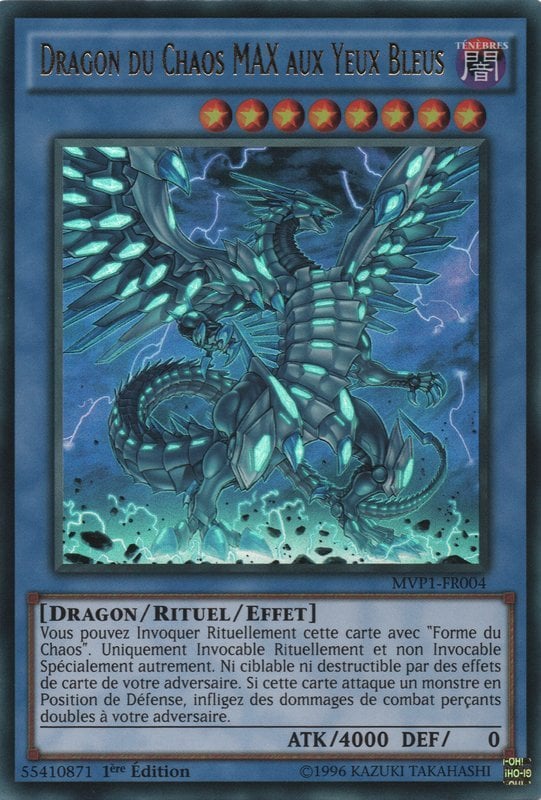 Dragon du Chaos MAX aux Yeux Bleus
TÉNÈBRES
闇
MVP1-FR004
[Dragon/Rituel/Effet]
Vous pouvez Invoquer Rituellement cette carte avec "Forme du
Chaos". Uniquement Invocable Rituellement et non Invocable
Spécialement autrement. Ni ciblable ni destructible par des effets
de carte de votre adversaire. Si cette carte attaque un monstre en
Position de Défense, infligez des dommages de combat perçants
doubles à votre adversaire.
ATK/4000 DEF/ 0
55410871 1ère Édition ©1996 KAZUKI TAKAHASHI